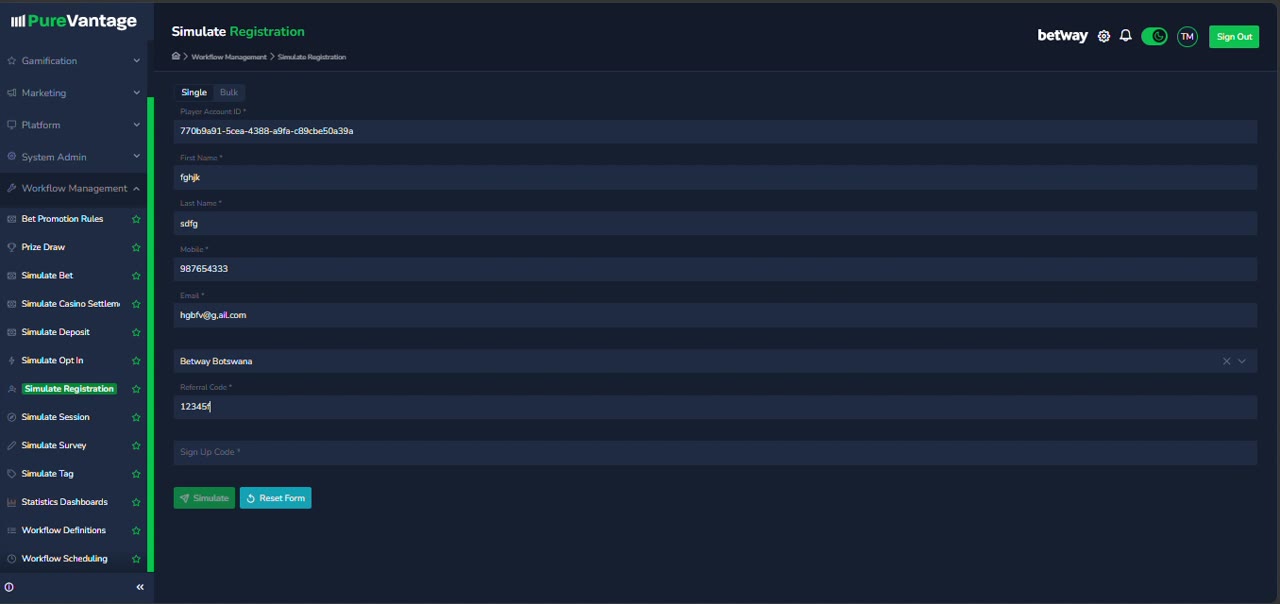 PureVantage
Gamification
Marketing
Platform
System Admin
Workflow Management
Bet Promotion Rules
Prize Draw
Simulate Bet
Simulate Casino Settlem
Simulate Deposit
Simulate Opt In
Simulate Registration
Simulate Session
Simulate Survey
Simulate Tag
Statistics Dashboards
Workflow Definitions
Workflow Scheduling
Simulate Registration
Workflow Management > Simulate Registration
betway
TM
Sign Out
Single Bulk
Player Account ID *
770b9a91-5cea-4388-a9fa-c89cbe50a39a
First Name *
fghjk
Last Name *
sdfg
Mobile *
987654333
Email *
hgbfv@g,ail.com
Betway Botswana
Referral Code *
12345f
Sign Up Code *
Simulate
Reset Form